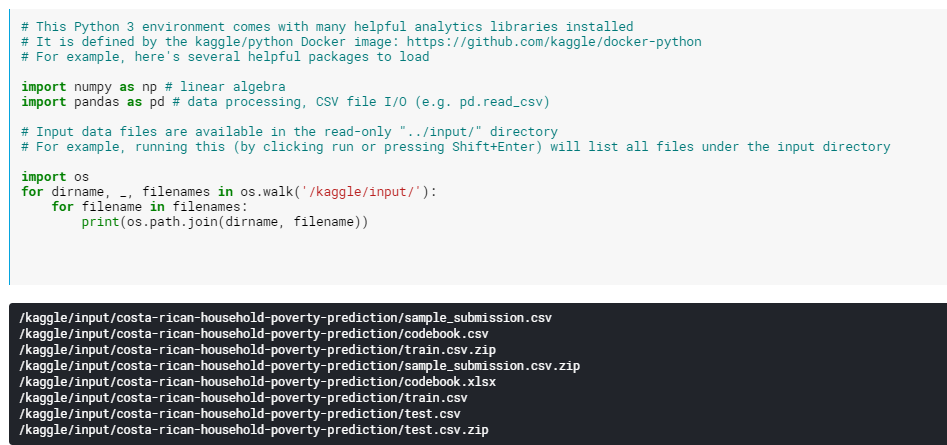 # This Python 3 environment comes with many helpful analytics libraries installed
# It is defined by the kaggle/python Docker image: https://github.com/kaggle/docker-python
# For example, here's several helpful packages to load
import numpy as np # linear algebra
import pandas as pd # data processing, CSV file I/O (e.g. pd.read_csv)
# Input data files are available in the read-only "../input/" directory
# For example, running this (by clicking run or pressing Shift+Enter) will list all files under the input directory
import os
for dirname, _, filenames in os.walk('/kaggle/input/'):
    for filename in filenames:
        print(os.path.join(dirname, filename))
/kaggle/input/costa-rican-household-poverty-prediction/sample_submission.csv
/kaggle/input/costa-rican-household-poverty-prediction/codebook.csv
/kaggle/input/costa-rican-household-poverty-prediction/train.csv.zip
/kaggle/input/costa-rican-household-poverty-prediction/sample_submission.csv.zip
/kaggle/input/costa-rican-household-poverty-prediction/codebook.xlsx
/kaggle/input/costa-rican-household-poverty-prediction/train.csv
/kaggle/input/costa-rican-household-poverty-prediction/test.csv
/kaggle/input/costa-rican-household-poverty-prediction/test.csv.zip